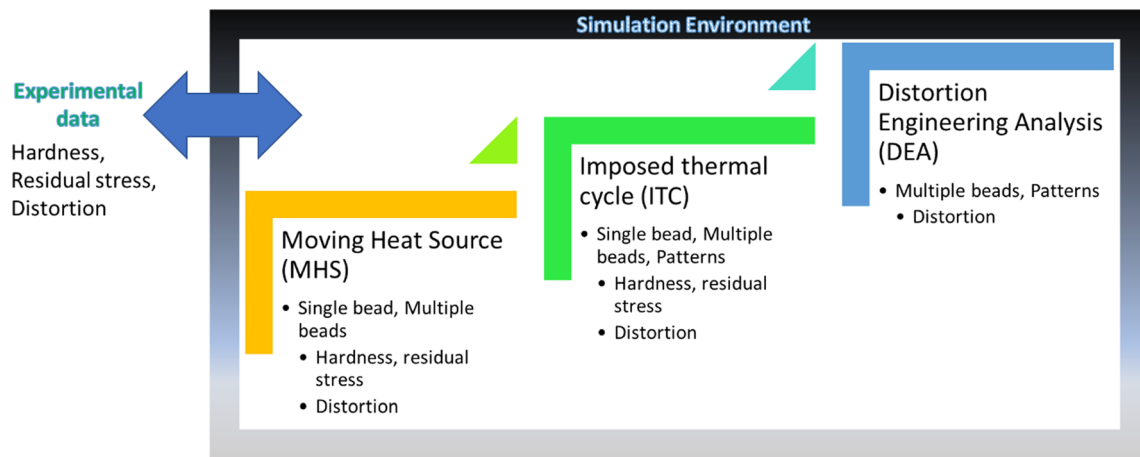 Simulation Environment
Experimental
data
Hardness,
Residual stress,
Distortion
Moving Heat Source
(MHS)
• Single bead, Multiple
beads
• Hardness, residual
stress
• Distortion
Imposed thermal
cycle (ITC)
• Single bead, Multiple
beads, Patterns
• Hardness, residual
stress
• Distortion
Distortion
Engineering Analysis
(DEA)
• Multiple beads, Patterns
• Distortion